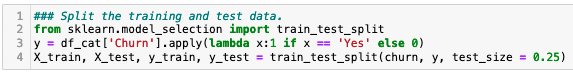 1 ### Split the training and test data.
2 from sklearn.model_selection import train_test_split
3 y = df_cat['Churn'].apply(lambda x:1 if x == 'Yes' else 0)
4 X_train, X_test, y_train, y_test = train_test_split(churn, y, test_size = 0.25)